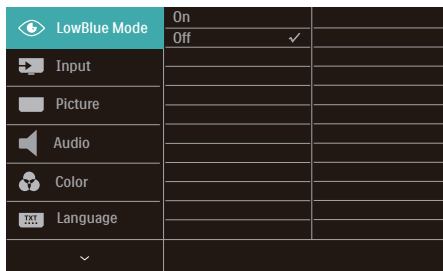 LowBlue Mode
On
Off
Input
Picture
Audio
Color
TXT
Language